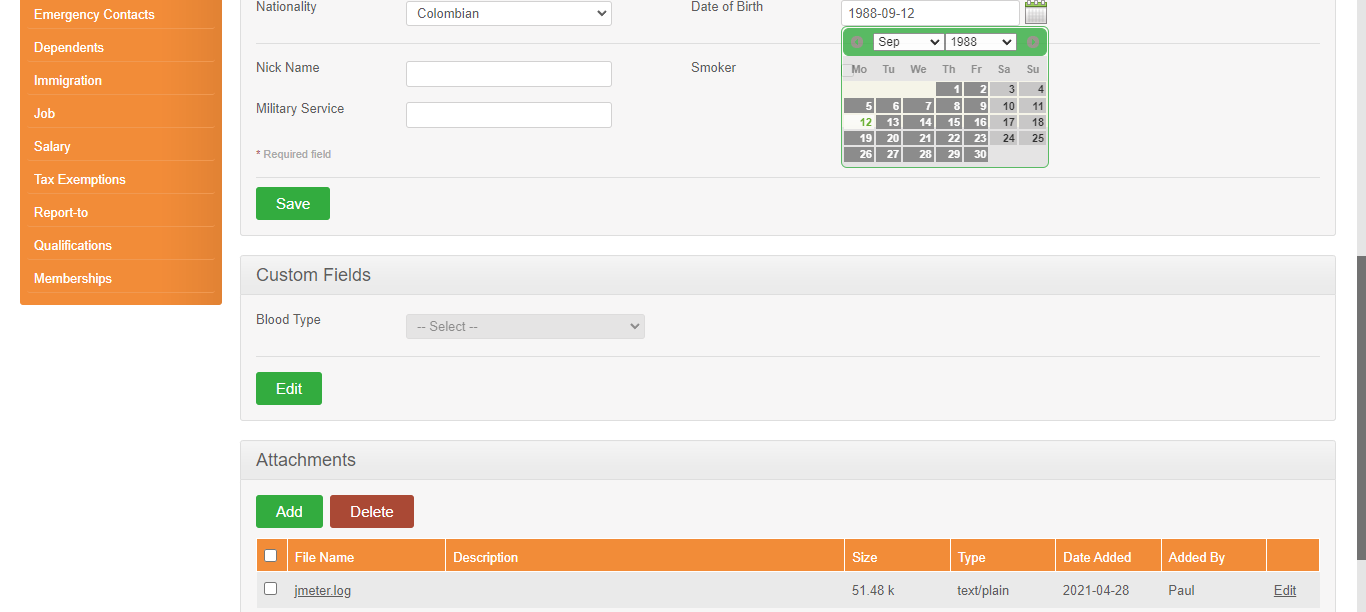 Emergency Contacts
Dependents
Immigration
Job
Salary
Tax Exemptions
Report-to
Qualifications
Memberships
Nationality
Colombian
Date of Birth
1988-09-12
Sep 1988
Mo Tu We Th Fr Sa Su
1 2 3 4
5 6 7 8 9 10 11
12 13 14 15 16 17 18
19 20 21 22 23 24 25
26 27 28 29 30
Nick Name
Smoker
Military Service
* Required field
Save
Custom Fields
Blood Type
-- Select --
Edit
Attachments
Add Delete
File Name Description Size Type Date Added Added By
jmeter.log 51.48 k text/plain 2021-04-28 Paul Edit